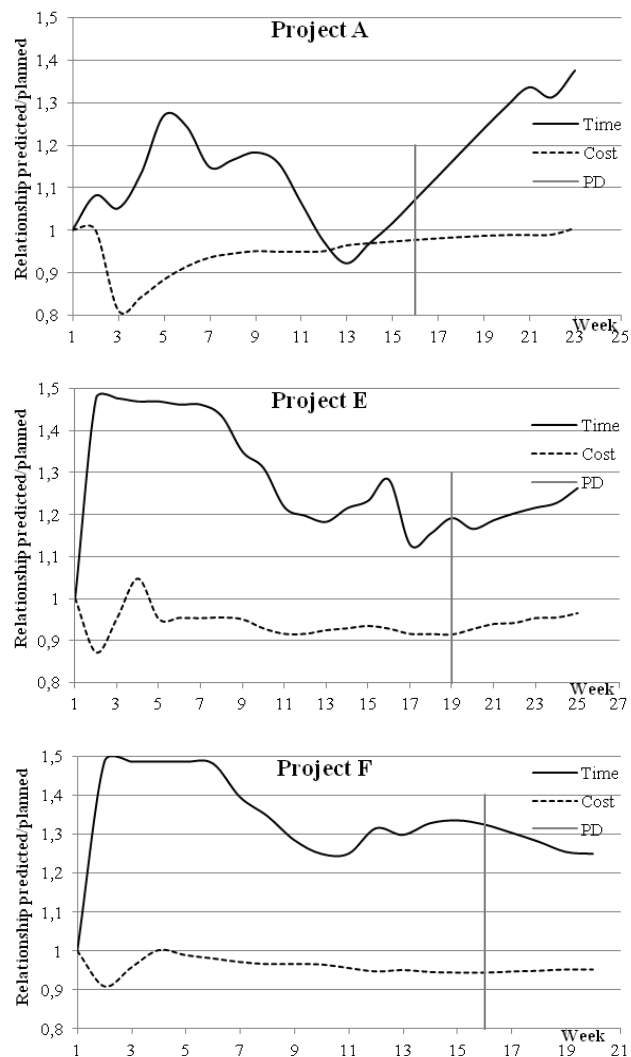 Project A
Relationship predicted/planned
1,5
1,4
1,3
1,2
1,1
1
0,9
0,8
Time
Cost
PD
Week
1 3 5 7 9 11 13 15 17 19 21 23 25
Project E
Relationship predicted/planned
1,5
1,4
1,3
1,2
1,1
1
0,9
0,8
Time
Cost
PD
Week
1 3 5 7 9 11 13 15 17 19 21 23 25 27
Project F
Relationship predicted/planned
1,5
1,4
1,3
1,2
1,1
1
0,9
0,8
Time
Cost
PD
Week
1 3 5 7 9 11 13 15 17 19 21